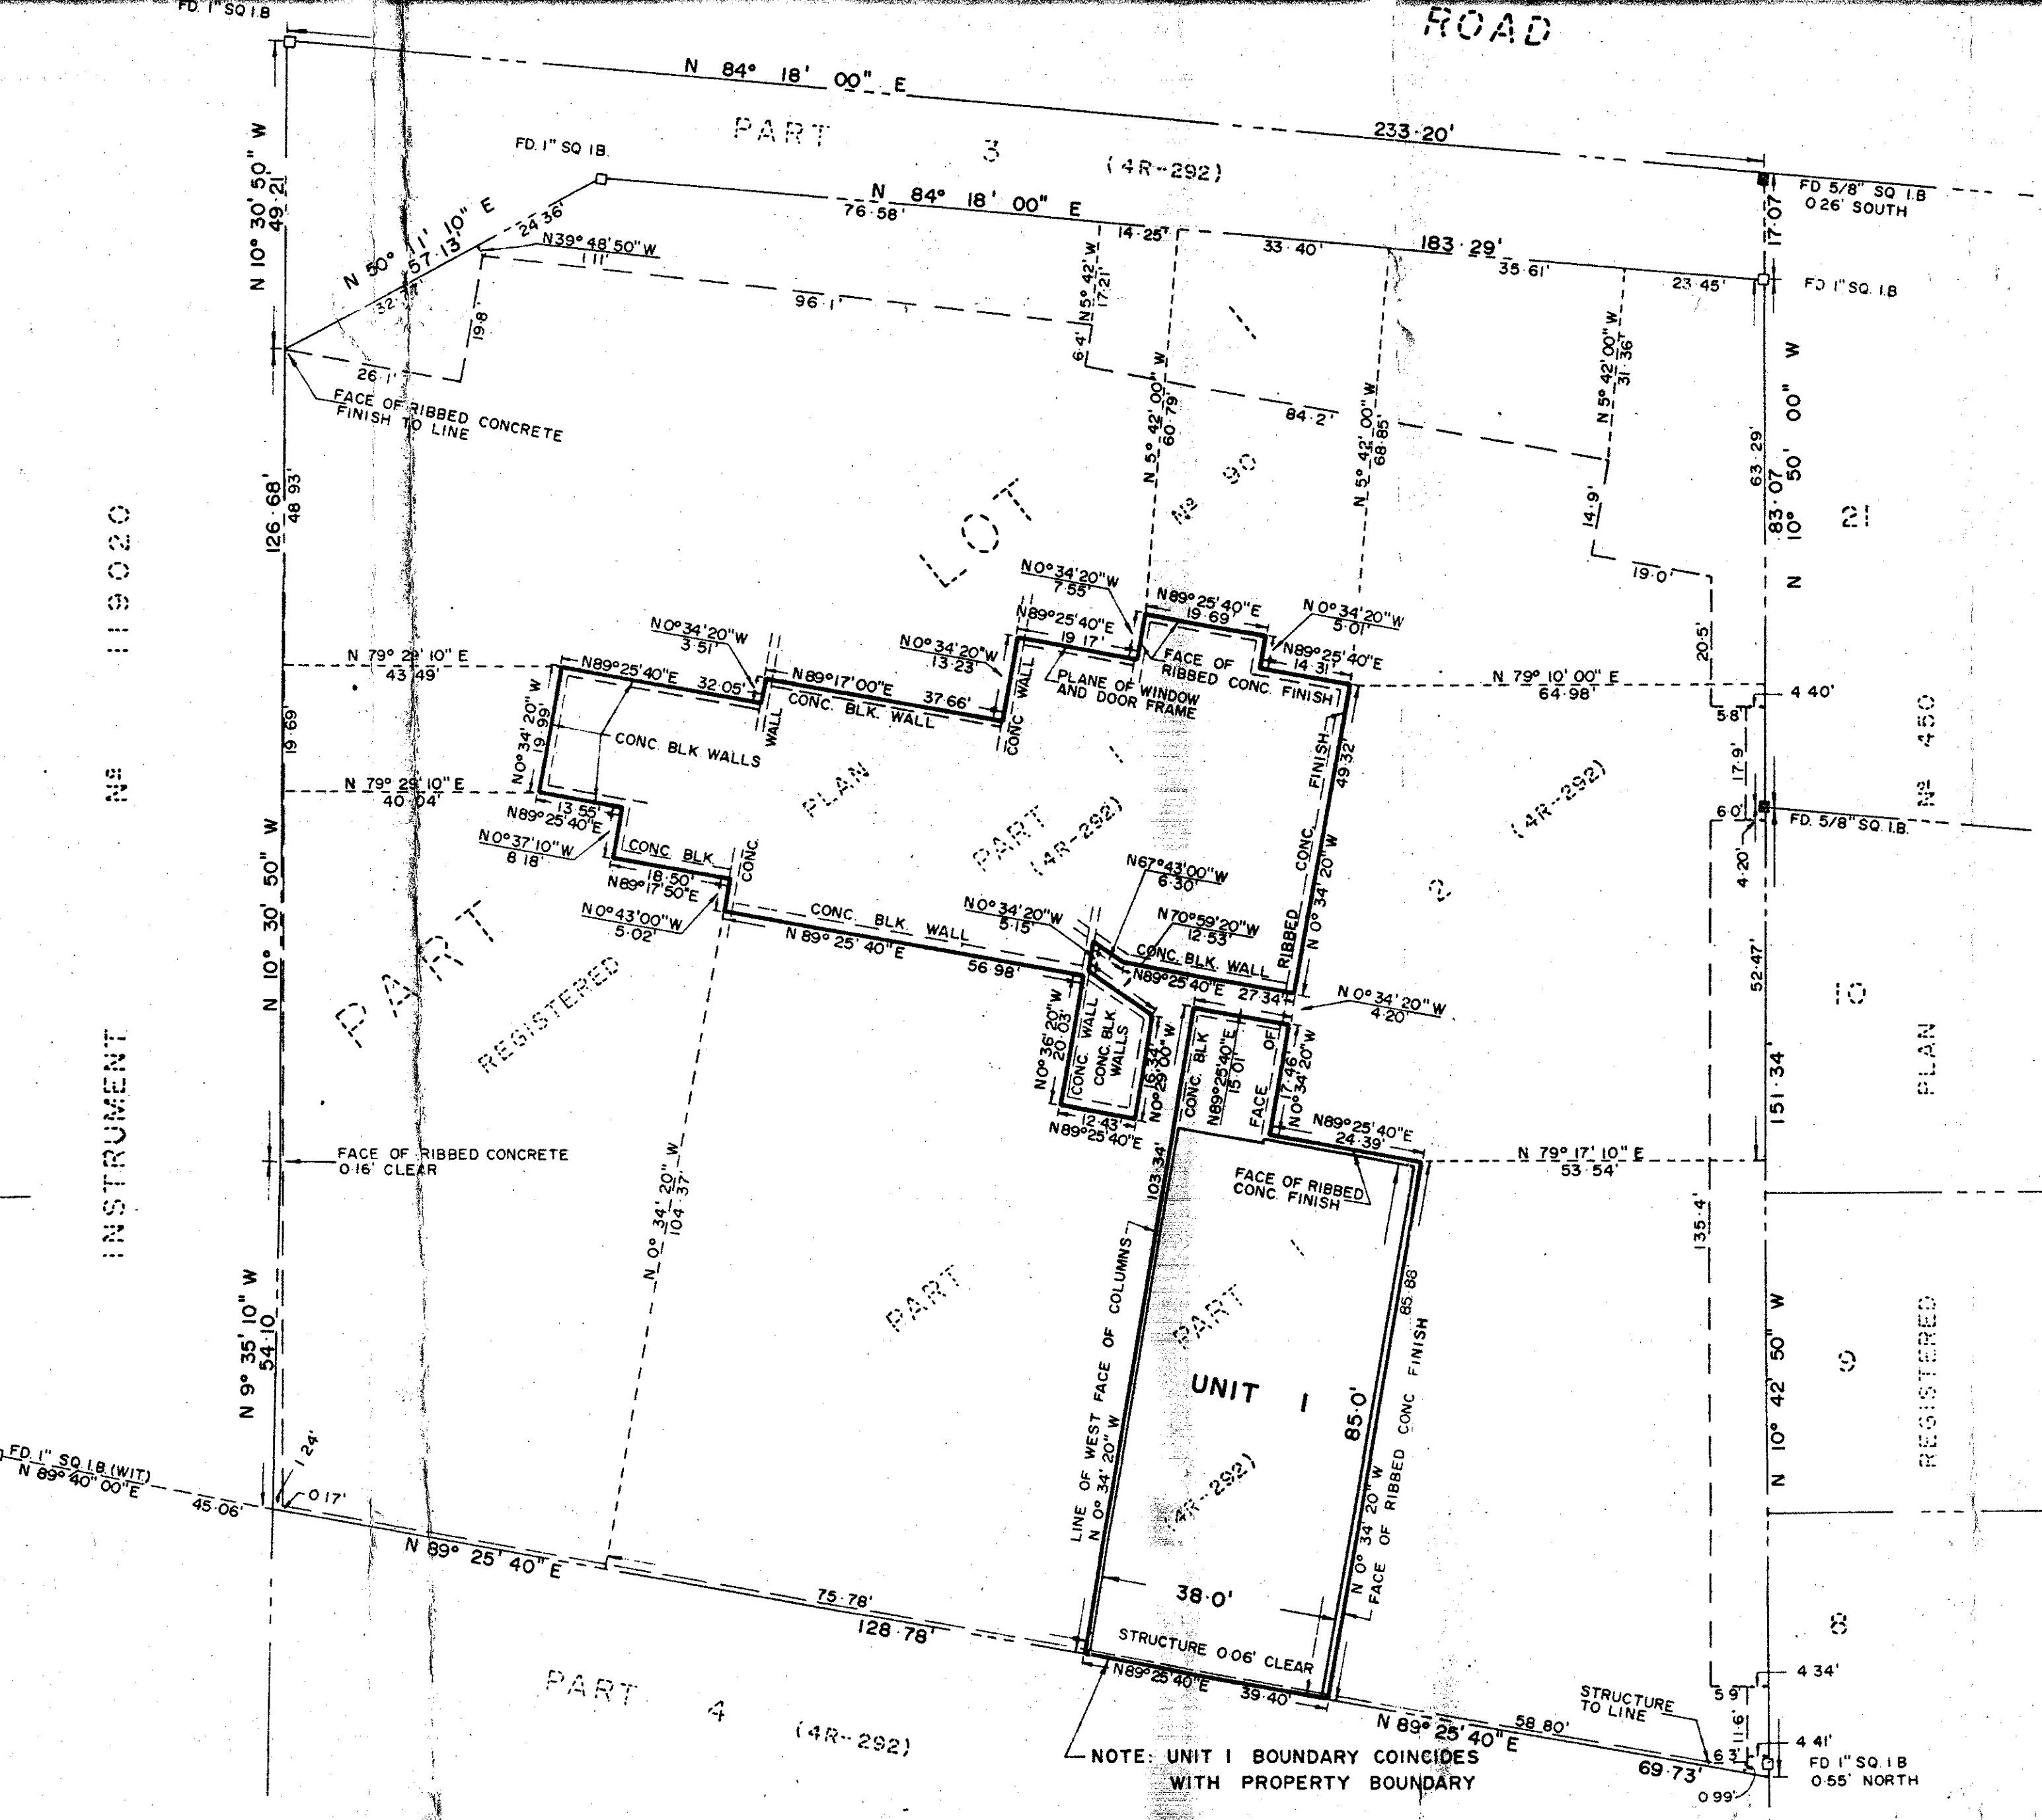 FD. 1" SQ I.B
ROAD
N 84° 18' 00" E
233·20'
PART 3 (4R-292)
FD. 1" SQ I.B.
N 84° 18' 00" E
76·58'
14·25'
33·40'
183·29'
35·61'
23·45'
FD 5/8" SQ. I.B
0·26' SOUTH
17·07'
FD 1" SQ. I.B
N 10° 30' 50" W
49·21'
57·13'
24·36'
N39°48'50"W
1·11'
96·1'
19·8'
26·1'
FACE OF RIBBED CONCRETE
FINISH TO LINE
N 5° 42' W
17·21'
6·4'
84·2'
N 5° 42' 00" W
60·79'
N 5° 42' 00" W
68·85'
N 5° 42' 00" W
31·36'
14·9'
19·0'
20·5'
63·29'
83·07
N 10° 50' 00" W
21
126·68'
48·93'
LOT
Nº 90
INSTRUMENT Nº 119020
N0°34'20"W
7·55'
N89°25'40"E
19·69'
N0°34'20"W
5·01'
N89°25'40"E
19·17'
N89°25'40"E
14·31'
N0°34'20"W
3·51'
N0°34'20"W
13·23'
FACE OF
RIBBED CONC. FINISH
PLANE OF WINDOW
AND DOOR FRAME
N 79° 29' 10" E
43·49'
N89°25'40"E 32·05'
N89°17'00"E
37·66'
CONC. BLK. WALL
WALL
CONC WALL
N 79° 10' 00" E
64·98'
4·40'
5·8'
17·9'
6·0'
4·20'
FD. 5/8" SQ. I.B.
19·69'
N0°34'20"W
19·99'
CONC. BLK WALLS
N 79° 29' 10" E
40·04'
13·55'
N89°25'40"E
N0°37'10"W
8·18'
CONC BLK
CONC.
18·50'
N89°17'50"E
N0°43'00"W
5·02'
PLAN
PART
(4R-292)
RIBBED CONC. FINISH
49·32'
N 0° 34' 20" W
2
(4R-292)
REGISTERED PLAN Nº 450
N 10° 30' 50" W
PART
REGISTERED
CONC. BLK. WALL
N 89° 25' 40"E
56·98'
N0°34'20"W
5·15'
N67°43'00"W
6·30'
N70°59'20"W
12·53'
CONC. BLK. WALL
N89°25'40"E
27·34'
N0°34'20"W
4·20'
52·47'
10
N0°36'20"W
20·03'
CONC. WALL
CONC. BLK.
WALLS
16·34'
N0°29'00"W
12·43'
N89°25'40"E
CONC. BLK
N89°25'40"E
15·01'
FACE OF
17·46'
N0°34'20"W
N89°25'40"E
24·39'
N 79° 17' 10" E
53·54'
151·34'
FACE OF RIBBED CONCRETE
0·16' CLEAR
FACE OF RIBBED
CONC. FINISH
103·34'
N 0° 34' 20" W
104·37'
PART
PART
UNIT 1
(4R-292)
LINE OF WEST FACE OF COLUMNS
N 0° 34' 20" W
85·88'
85·0'
N 0° 34' 20" W
FACE OF RIBBED CONC FINISH
135·4'
N 10° 42' 50" W
9
N 9° 35' 10" W
54·10'
FD. 1" SQ. I.B. (WIT.)
N 89° 40' 00"E
45·06'
1·24'
0·17'
N 89° 25' 40" E
75·78'
128·78'
38·0'
STRUCTURE 0·06' CLEAR
N89°25'40"E
39·40'
8
4·34'
5·9'
11·6'
STRUCTURE
TO LINE
58·80'
N 89° 25' 40"E
69·73'
6·3'
4·41'
FD 1" SQ. I B
0·55' NORTH
0·99'
PART 4 (4R-292)
NOTE: UNIT 1 BOUNDARY COINCIDES
WITH PROPERTY BOUNDARY